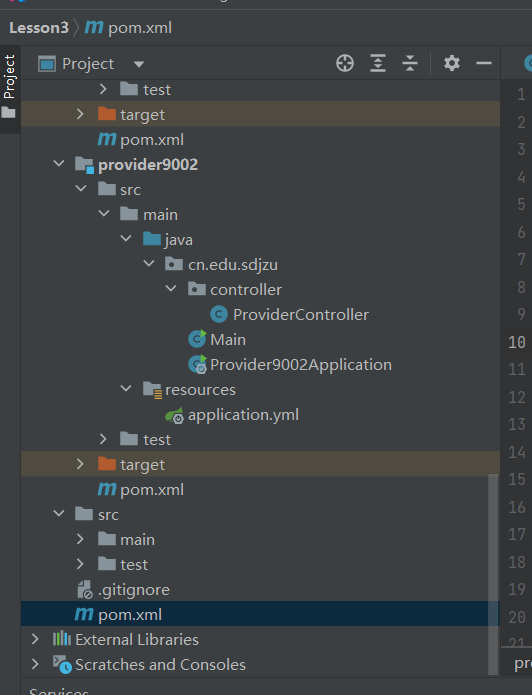 Lesson3 pom.xml
Project
Project
test
target
pom.xml
provider9002
src
main
java
cn.edu.sdjzu
controller
ProviderController
Main
Provider9002Application
resources
application.yml
test
target
pom.xml
src
main
test
.gitignore
pom.xml
External Libraries
Scratches and Consoles
Services
1
2
3
4
5
6
7
8
9
10
11
12
13
14
15
16
17
18
19
20
21
pr